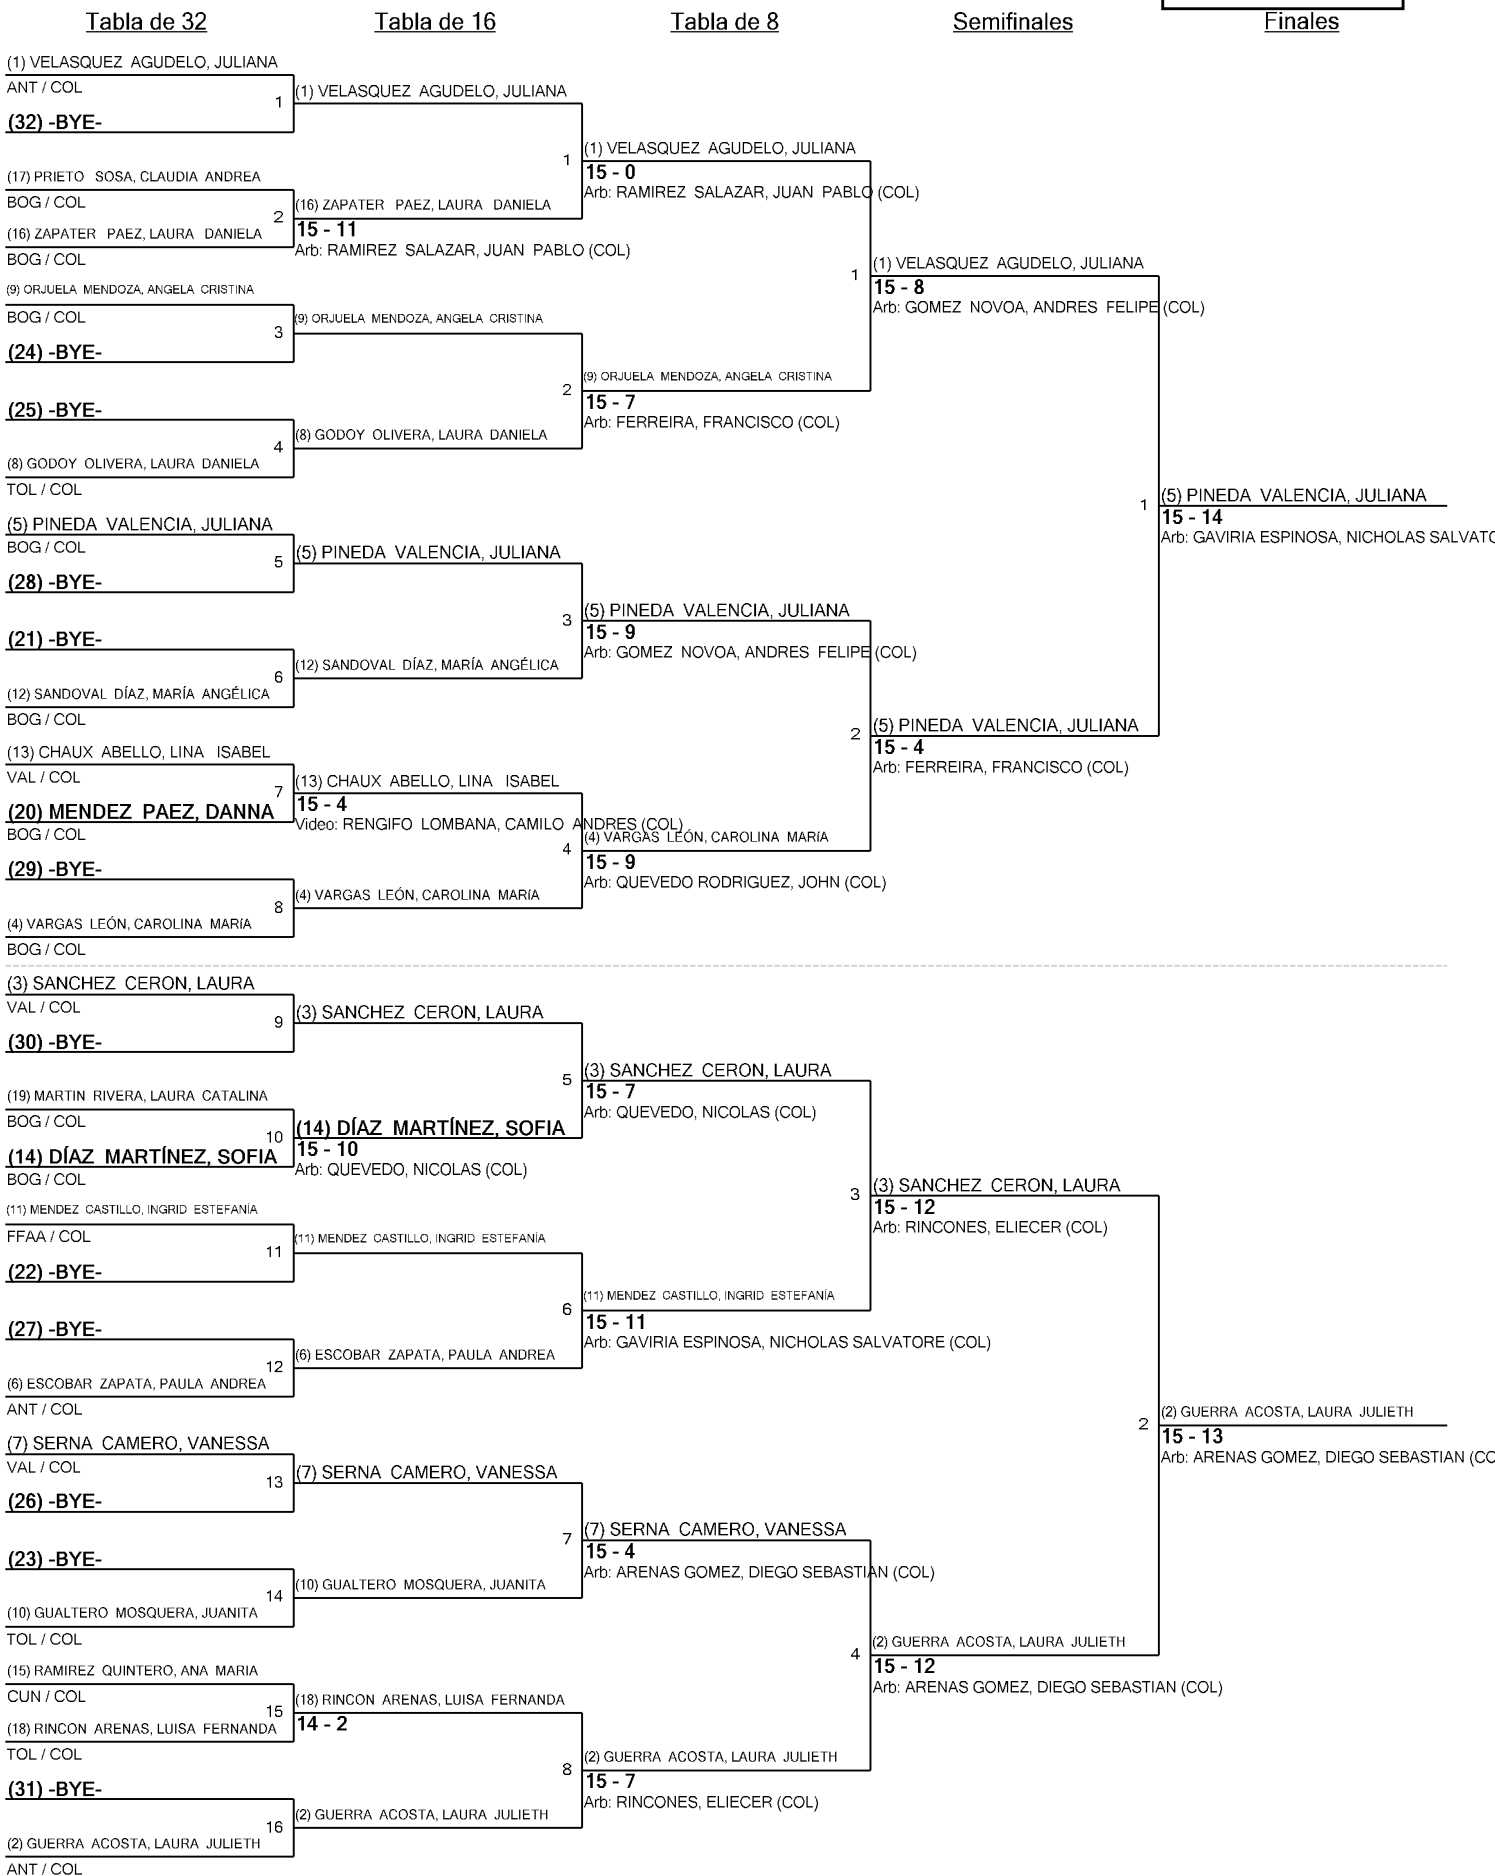 Tabla de 32
Tabla de 16
Tabla de 8
Semifinales
Finales
(1) VELASQUEZ AGUDELO, JULIANA
ANT / COL
1
(32) -BYE-
(17) PRIETO SOSA, CLAUDIA ANDREA
BOG / COL
2
(16) ZAPATER PAEZ, LAURA DANIELA
BOG / COL
(9) ORJUELA MENDOZA, ANGELA CRISTINA
BOG / COL
3
(24) -BYE-
(25) -BYE-
4
(8) GODOY OLIVERA, LAURA DANIELA
TOL / COL
(5) PINEDA VALENCIA, JULIANA
BOG / COL
5
(28) -BYE-
(21) -BYE-
6
(12) SANDOVAL DÍAZ, MARÍA ANGÉLICA
BOG / COL
(13) CHAUX ABELLO, LINA ISABEL
VAL / COL
7
(20) MENDEZ PAEZ, DANNA
BOG / COL
(29) -BYE-
8
(4) VARGAS LEÓN, CAROLINA MARíA
BOG / COL
(3) SANCHEZ CERON, LAURA
VAL / COL
9
(30) -BYE-
(19) MARTIN RIVERA, LAURA CATALINA
BOG / COL
10
(14) DÍAZ MARTÍNEZ, SOFIA
BOG / COL
(11) MENDEZ CASTILLO, INGRID ESTEFANÍA
FFAA / COL
11
(22) -BYE-
(27) -BYE-
12
(6) ESCOBAR ZAPATA, PAULA ANDREA
ANT / COL
(7) SERNA CAMERO, VANESSA
VAL / COL
13
(26) -BYE-
(23) -BYE-
14
(10) GUALTERO MOSQUERA, JUANITA
TOL / COL
(15) RAMIREZ QUINTERO, ANA MARIA
CUN / COL
15
(18) RINCON ARENAS, LUISA FERNANDA
TOL / COL
(31) -BYE-
16
(2) GUERRA ACOSTA, LAURA JULIETH
ANT / COL
(1) VELASQUEZ AGUDELO, JULIANA
1
(16) ZAPATER PAEZ, LAURA DANIELA
15 - 11
Arb: RAMIREZ SALAZAR, JUAN PABLO (COL)
(9) ORJUELA MENDOZA, ANGELA CRISTINA
2
(8) GODOY OLIVERA, LAURA DANIELA
(5) PINEDA VALENCIA, JULIANA
3
(12) SANDOVAL DÍAZ, MARÍA ANGÉLICA
(13) CHAUX ABELLO, LINA ISABEL
15 - 4
Video: RENGIFO LOMBANA, CAMILO ANDRES (COL)
4
(4) VARGAS LEÓN, CAROLINA MARíA
(3) SANCHEZ CERON, LAURA
5
(14) DÍAZ MARTÍNEZ, SOFIA
15 - 10
Arb: QUEVEDO, NICOLAS (COL)
(11) MENDEZ CASTILLO, INGRID ESTEFANÍA
6
(6) ESCOBAR ZAPATA, PAULA ANDREA
(7) SERNA CAMERO, VANESSA
7
(10) GUALTERO MOSQUERA, JUANITA
(18) RINCON ARENAS, LUISA FERNANDA
14 - 2
8
(2) GUERRA ACOSTA, LAURA JULIETH
(1) VELASQUEZ AGUDELO, JULIANA
15 - 0
Arb: RAMIREZ SALAZAR, JUAN PABLO (COL)
1
(9) ORJUELA MENDOZA, ANGELA CRISTINA
15 - 7
Arb: FERREIRA, FRANCISCO (COL)
(5) PINEDA VALENCIA, JULIANA
15 - 9
Arb: GOMEZ NOVOA, ANDRES FELIPE (COL)
2
(4) VARGAS LEÓN, CAROLINA MARíA
15 - 9
Arb: QUEVEDO RODRIGUEZ, JOHN (COL)
(3) SANCHEZ CERON, LAURA
15 - 7
Arb: QUEVEDO, NICOLAS (COL)
3
(11) MENDEZ CASTILLO, INGRID ESTEFANÍA
15 - 11
Arb: GAVIRIA ESPINOSA, NICHOLAS SALVATORE (COL)
(7) SERNA CAMERO, VANESSA
15 - 4
Arb: ARENAS GOMEZ, DIEGO SEBASTIAN (COL)
4
(2) GUERRA ACOSTA, LAURA JULIETH
15 - 7
Arb: RINCONES, ELIECER (COL)
(1) VELASQUEZ AGUDELO, JULIANA
15 - 8
Arb: GOMEZ NOVOA, ANDRES FELIPE (COL)
1
(5) PINEDA VALENCIA, JULIANA
15 - 4
Arb: FERREIRA, FRANCISCO (COL)
(3) SANCHEZ CERON, LAURA
15 - 12
Arb: RINCONES, ELIECER (COL)
2
(2) GUERRA ACOSTA, LAURA JULIETH
15 - 12
Arb: ARENAS GOMEZ, DIEGO SEBASTIAN (COL)
(5) PINEDA VALENCIA, JULIANA
15 - 14
Arb: GAVIRIA ESPINOSA, NICHOLAS SALVATO
(2) GUERRA ACOSTA, LAURA JULIETH
15 - 13
Arb: ARENAS GOMEZ, DIEGO SEBASTIAN (CO